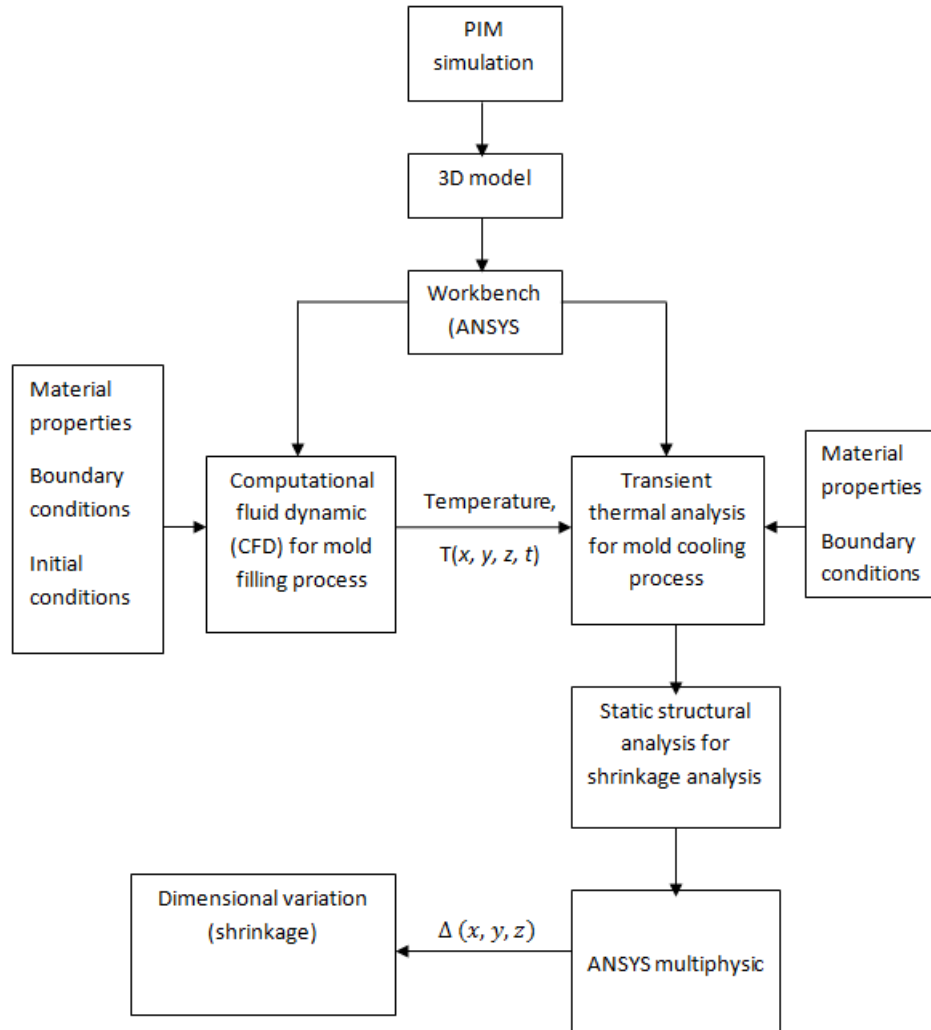 PIM
simulation
3D model
Workbench
(ANSYS
Material
properties
Boundary
conditions
Initial
conditions
Computational
fluid dynamic
(CFD) for mold
filling process
Temperature,
T(x, y, z, t)
Transient
thermal analysis
for mold cooling
process
Material
properties
Boundary
conditions
Static structural
analysis for
shrinkage analysis
Dimensional variation
(shrinkage)
Δ (x, y, z)
ANSYS multiphysic